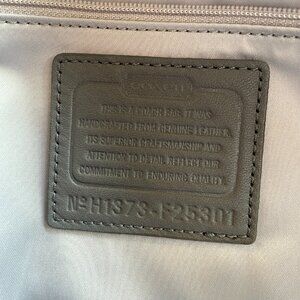 COACH
THIS IS A COACH BAG. IT WAS
HANDCRAFTED FROM GENUINE LEATHER.
ITS SUPERIOR CRAFTSMANSHIP AND
ATTENTION TO DETAIL REFLECT OUR
COMMITMENT TO ENDURING QUALITY.
Nº H1373-F25301